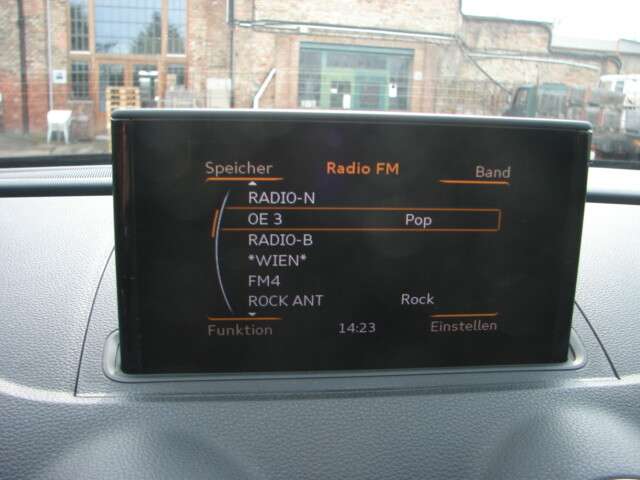 Speicher Radio FM Band
RADIO-N
OE 3 Pop
RADIO-B
*WIEN*
FM4
ROCK ANT Rock
Funktion 14:23 Einstellen